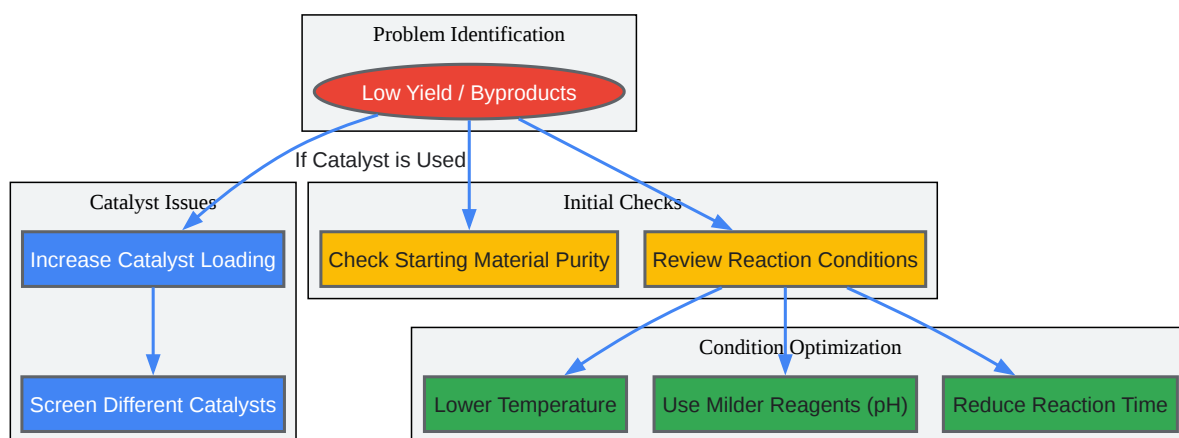 Problem Identification
Low Yield / Byproducts
If Catalyst is Used
Catalyst Issues
Increase Catalyst Loading
Screen Different Catalysts
Initial Checks
Check Starting Material Purity
Review Reaction Conditions
Condition Optimization
Lower Temperature
Use Milder Reagents (pH)
Reduce Reaction Time